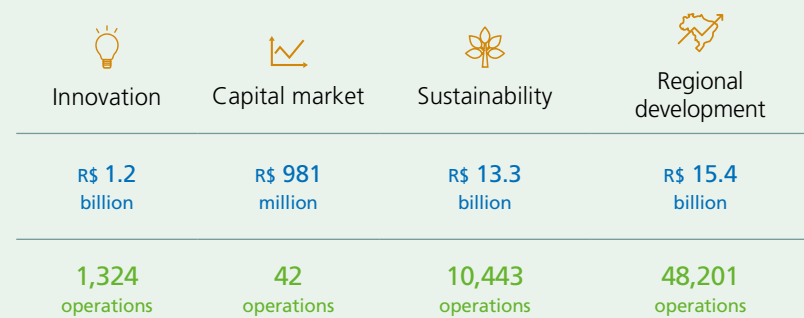 Innovation
Capital market
Sustainability
Regional
development
R$ 1.2
billion
R$ 981
million
R$ 13.3
billion
R$ 15.4
billion
1,324
operations
42
operations
10,443
operations
48,201
operations